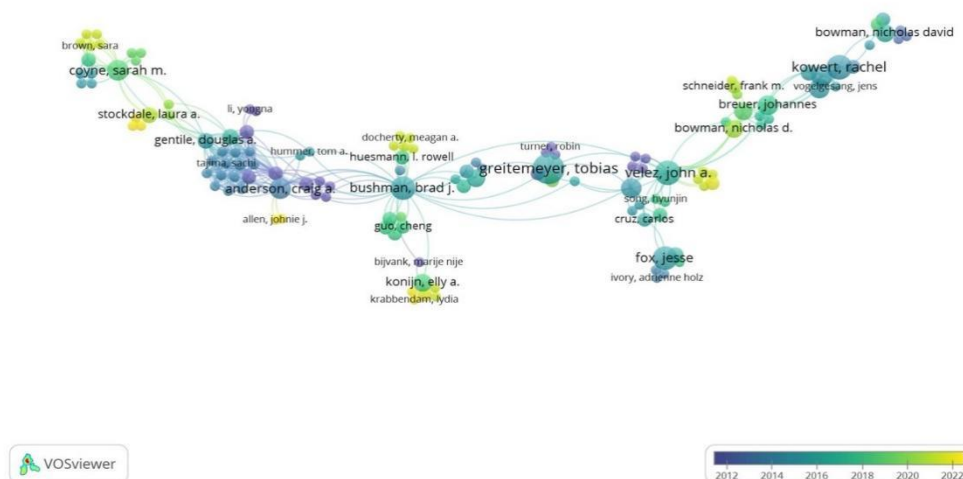 bowman, nicholas david
brown, sara
coyne, sarah m.
kowert, rachel
vogelgesang, jens
schneider, frank m.
breuer, johannes
stockdale, laura a.
li, yougna
bowman, nicholas d.
gentile, douglas a.
docherty, meagan a.
turner, robin
hummer, tom a.
huesmann, l. rowell
tajima, sachi
greitemeyer, tobias
velez, john a.
anderson, craig a.
bushman, brad j.
song, hyunjin
allen, johnie j.
guo, cheng
cruz, carlos
bijvank, marije nije
fox, jesse
konijn, elly a.
ivory, adrienne holz
krabbendam, lydia
VOSviewer
2012 2014 2016 2018 2020 2022